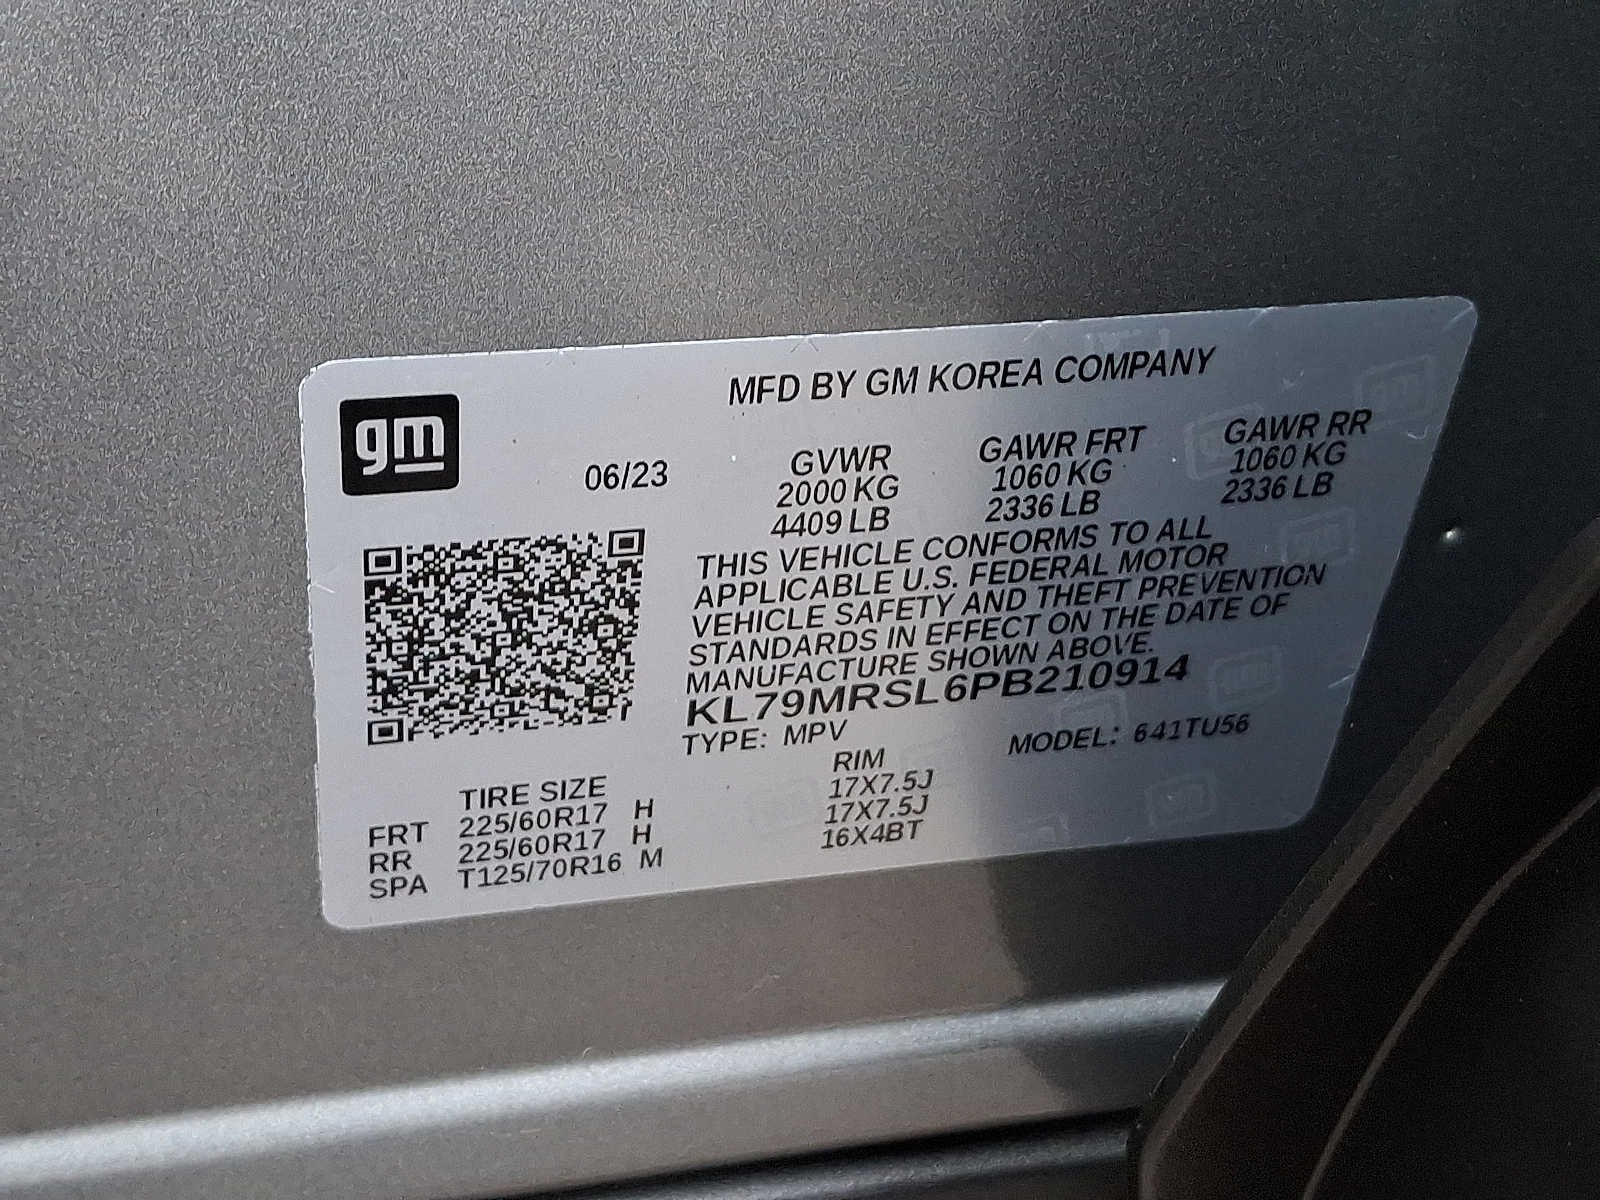 gm
MFD BY GM KOREA COMPANY
06/23 GVWR GAWR FRT GAWR RR
2000 KG 1060 KG 1060 KG
4409 LB 2336 LB 2336 LB
THIS VEHICLE CONFORMS TO ALL
APPLICABLE U.S. FEDERAL MOTOR
VEHICLE SAFETY AND THEFT PREVENTION
STANDARDS IN EFFECT ON THE DATE OF
MANUFACTURE SHOWN ABOVE.
KL79MRSL6PB210914
TYPE: MPV MODEL: 641TU56
TIRE SIZE RIM
FRT 225/60R17 H 17X7.5J
RR 225/60R17 H 17X7.5J
SPA T125/70R16 M 16X4BT